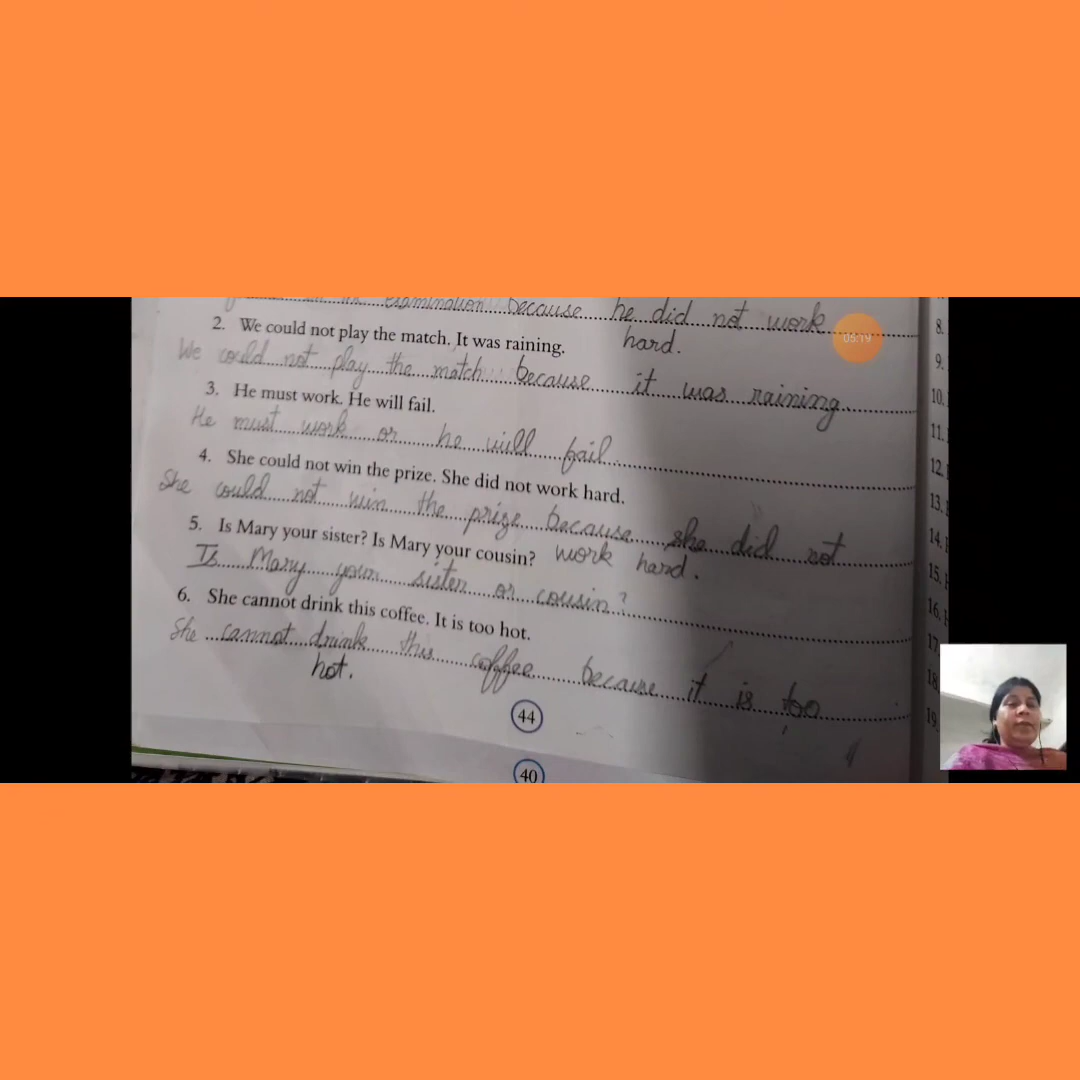 examination because he did not work
hard.
2. We could not play the match. It was raining.
We could not play the match because it was raining.
3. He must work. He will fail.
He must work or he will fail.
4. She could not win the prize. She did not work hard.
She could not win the prize because she did not
work hard.
5. Is Mary your sister? Is Mary your cousin?
Is Mary your sister or cousin?
6. She cannot drink this coffee. It is too hot.
She cannot drink this coffee because it is too
hot.
44
40
8.
9.
10.
11.
12.
13.
14.
15.
16.
17
18
19
05:19